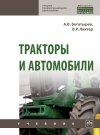 А.В. Богатырев
В.Р. Лехтер
ТРАКТОРЫ
И АВТОМОБИЛИ
УЧЕБНИК